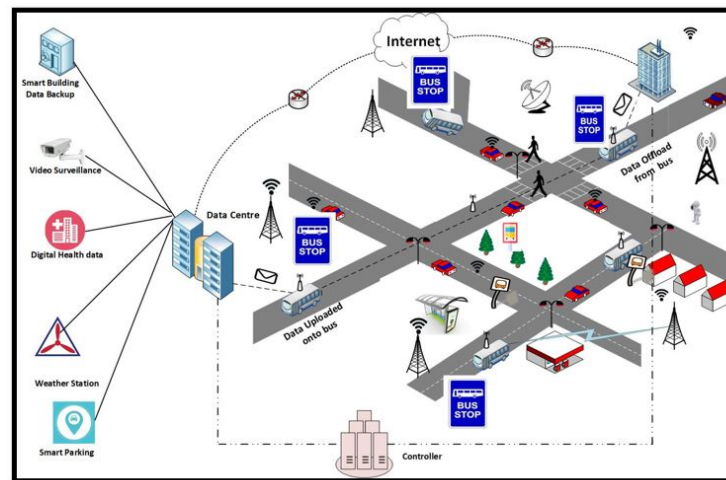 Internet
Smart Building
Data Backup
BUS
STOP
BUS
STOP
Data Offload
from bus
Video Surveillance
Data Centre
BUS
STOP
Digital Health data
Data Uploaded
onto bus
Weather Station
BUS
STOP
Smart Parking
Controller